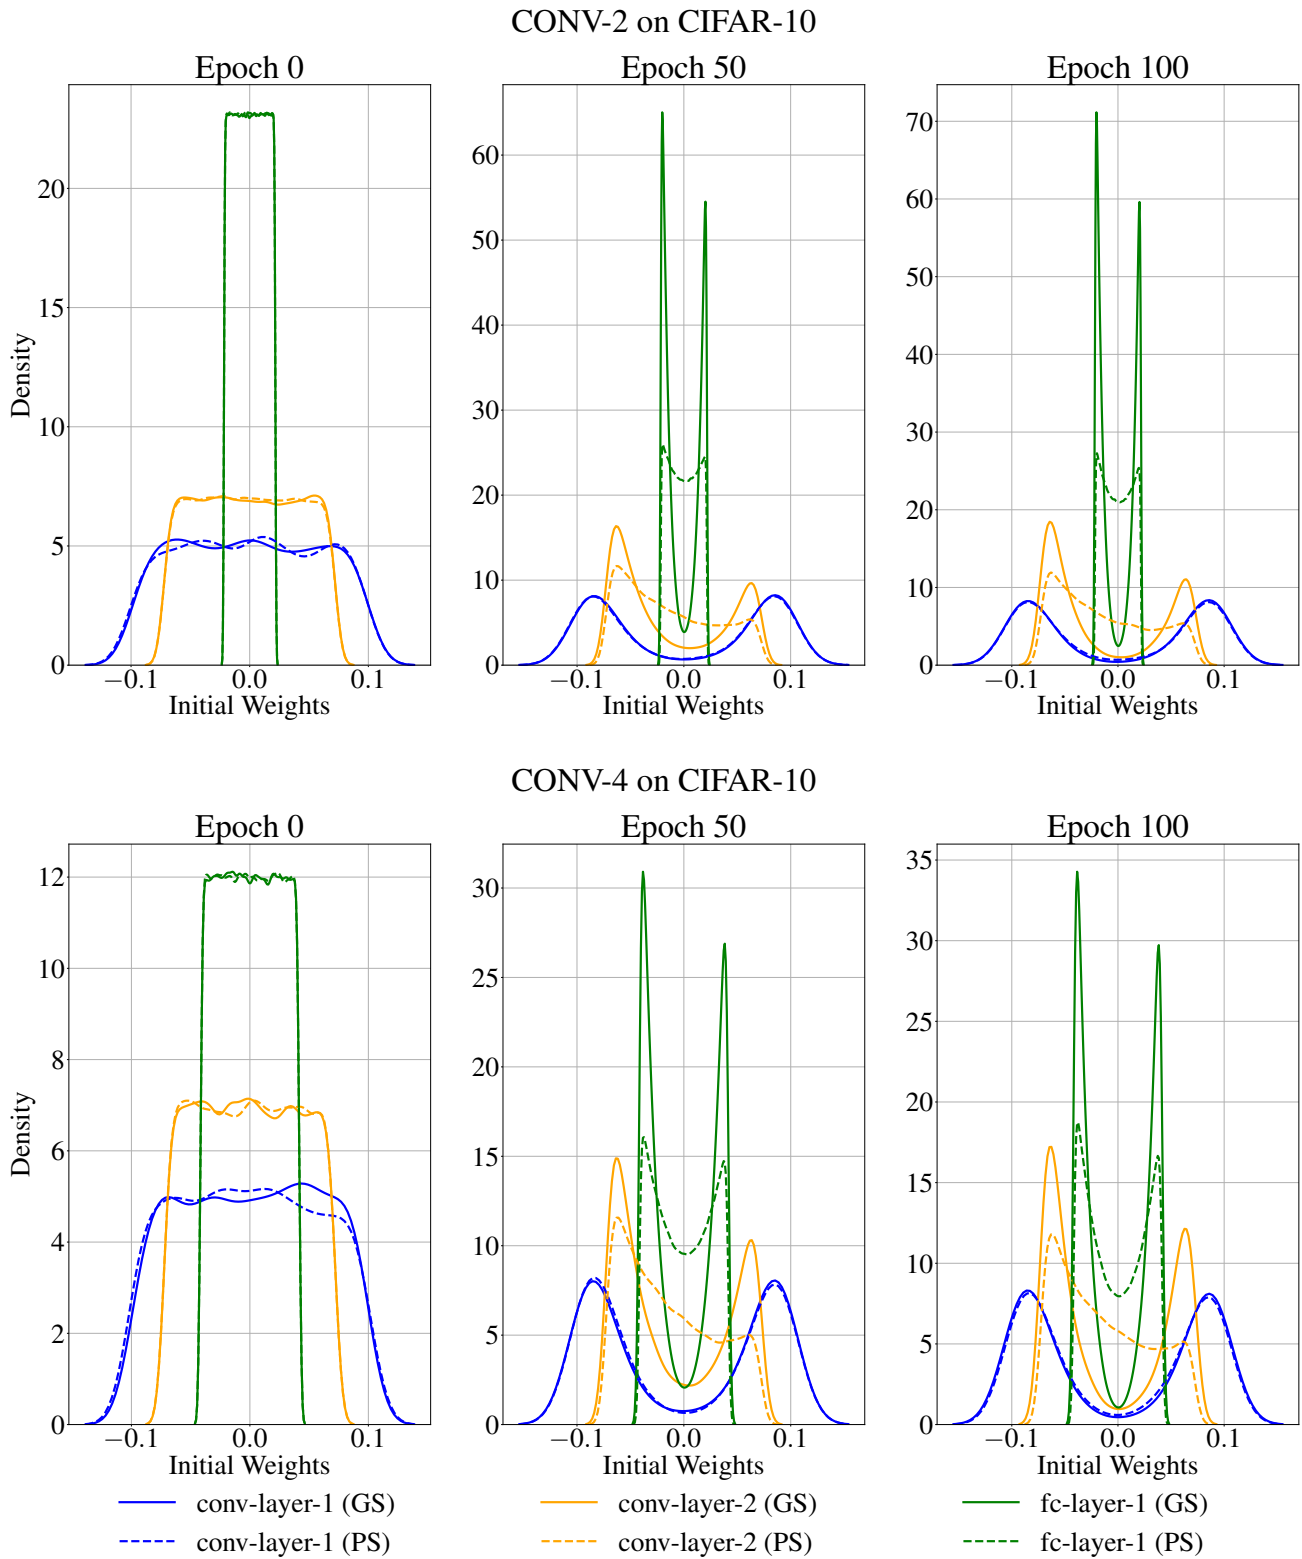 CONV-2 on CIFAR-10
Epoch 0 Epoch 50 Epoch 100
Density
20
15
10
5
0
−0.1 0.0 0.1
Initial Weights
60
50
40
30
20
10
0
−0.1 0.0 0.1
Initial Weights
70
60
50
40
30
20
10
0
−0.1 0.0 0.1
Initial Weights
CONV-4 on CIFAR-10
Epoch 0 Epoch 50 Epoch 100
Density
12
10
8
6
4
2
0
−0.1 0.0 0.1
Initial Weights
30
25
20
15
10
5
0
−0.1 0.0 0.1
Initial Weights
35
30
25
20
15
10
5
0
−0.1 0.0 0.1
Initial Weights
conv-layer-1 (GS) conv-layer-2 (GS) fc-layer-1 (GS)
conv-layer-1 (PS) conv-layer-2 (PS) fc-layer-1 (PS)